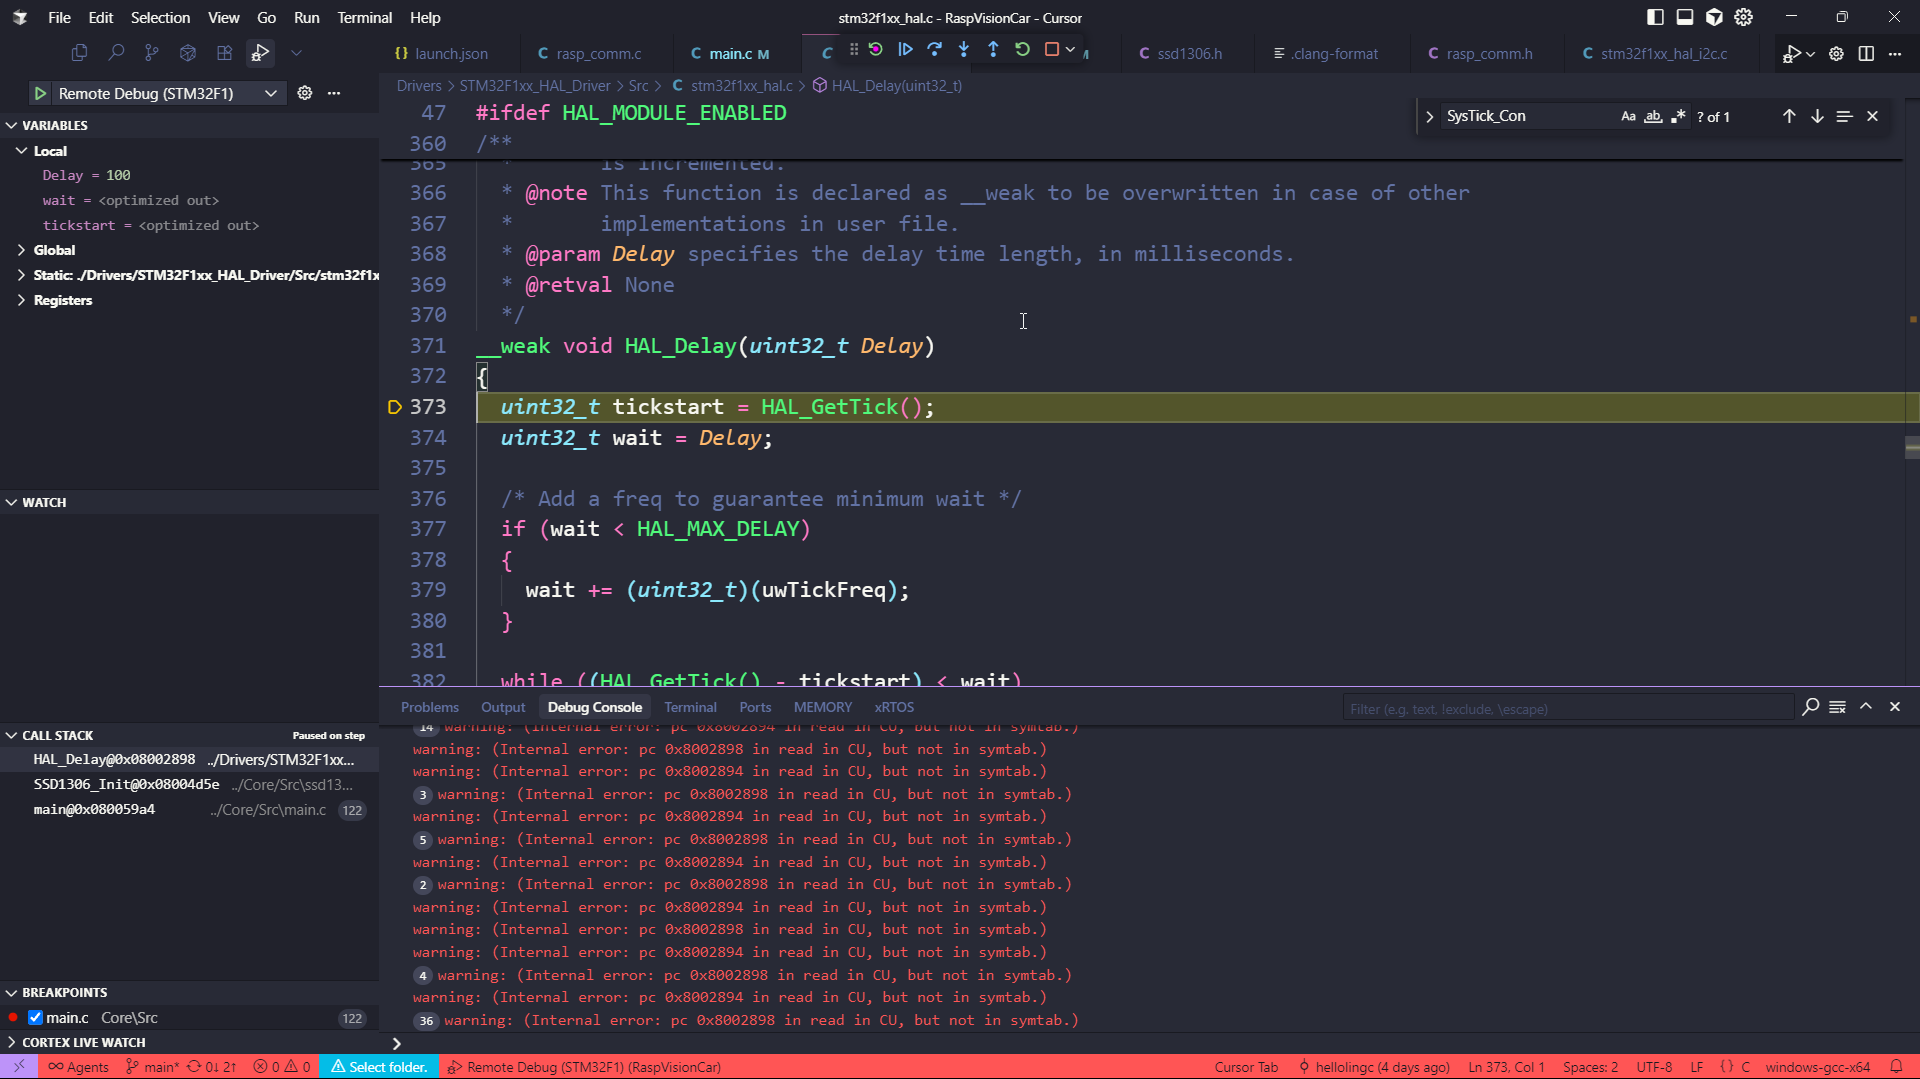 File Edit Selection View Go Run Terminal Help
stm32f1xx_hal.c - RaspVisionCar - Cursor
{} launch.json
C rasp_comm.c
C main.c M
C
C ssd1306.h
.clang-format
C rasp_comm.h
C stm32f1xx_hal_i2c.c
Remote Debug (STM32F1)
Drivers > STM32F1xx_HAL_Driver > Src > C stm32f1xx_hal.c > HAL_Delay(uint32_t)
SysTick_Con
Aa ab .* ? of 1
VARIABLES
Local
Delay = 100
wait = <optimized out>
tickstart = <optimized out>
Global
Static: ./Drivers/STM32F1xx_HAL_Driver/Src/stm32f1x
Registers
WATCH
CALL STACK
Paused on step
HAL_Delay@0x08002898 ../Drivers/STM32F1xx...
SSD1306_Init@0x08004d5e ../Core/Src\ssd13...
main@0x080059a4 ../Core/Src\main.c 122
BREAKPOINTS
main.c Core\Src 122
CORTEX LIVE WATCH
47 #ifdef HAL_MODULE_ENABLED
360 /**
365 * is incremented.
366 * @note This function is declared as __weak to be overwritten in case of other
367 * implementations in user file.
368 * @param Delay specifies the delay time length, in milliseconds.
369 * @retval None
370 */
371 __weak void HAL_Delay(uint32_t Delay)
372 {
373 uint32_t tickstart = HAL_GetTick();
374 uint32_t wait = Delay;
375
376 /* Add a freq to guarantee minimum wait */
377 if (wait < HAL_MAX_DELAY)
378 {
379 wait += (uint32_t)(uwTickFreq);
380 }
381
382 while ((HAL_GetTick() - tickstart) < wait)
Problems Output Debug Console Terminal Ports MEMORY xRTOS
Filter (e.g. text, !exclude, \escape)
14 warning: (Internal error: pc 0x8002894 in read in CU, but not in symtab.)
warning: (Internal error: pc 0x8002898 in read in CU, but not in symtab.)
warning: (Internal error: pc 0x8002894 in read in CU, but not in symtab.)
3 warning: (Internal error: pc 0x8002898 in read in CU, but not in symtab.)
warning: (Internal error: pc 0x8002894 in read in CU, but not in symtab.)
5 warning: (Internal error: pc 0x8002898 in read in CU, but not in symtab.)
warning: (Internal error: pc 0x8002894 in read in CU, but not in symtab.)
2 warning: (Internal error: pc 0x8002898 in read in CU, but not in symtab.)
warning: (Internal error: pc 0x8002894 in read in CU, but not in symtab.)
warning: (Internal error: pc 0x8002898 in read in CU, but not in symtab.)
warning: (Internal error: pc 0x8002894 in read in CU, but not in symtab.)
4 warning: (Internal error: pc 0x8002898 in read in CU, but not in symtab.)
warning: (Internal error: pc 0x8002894 in read in CU, but not in symtab.)
36 warning: (Internal error: pc 0x8002898 in read in CU, but not in symtab.)
Agents main* 0↓ 2↑ 0 0 Select folder. Remote Debug (STM32F1) (RaspVisionCar)
Cursor Tab hellolingc (4 days ago) Ln 373, Col 1 Spaces: 2 UTF-8 LF {} C windows-gcc-x64